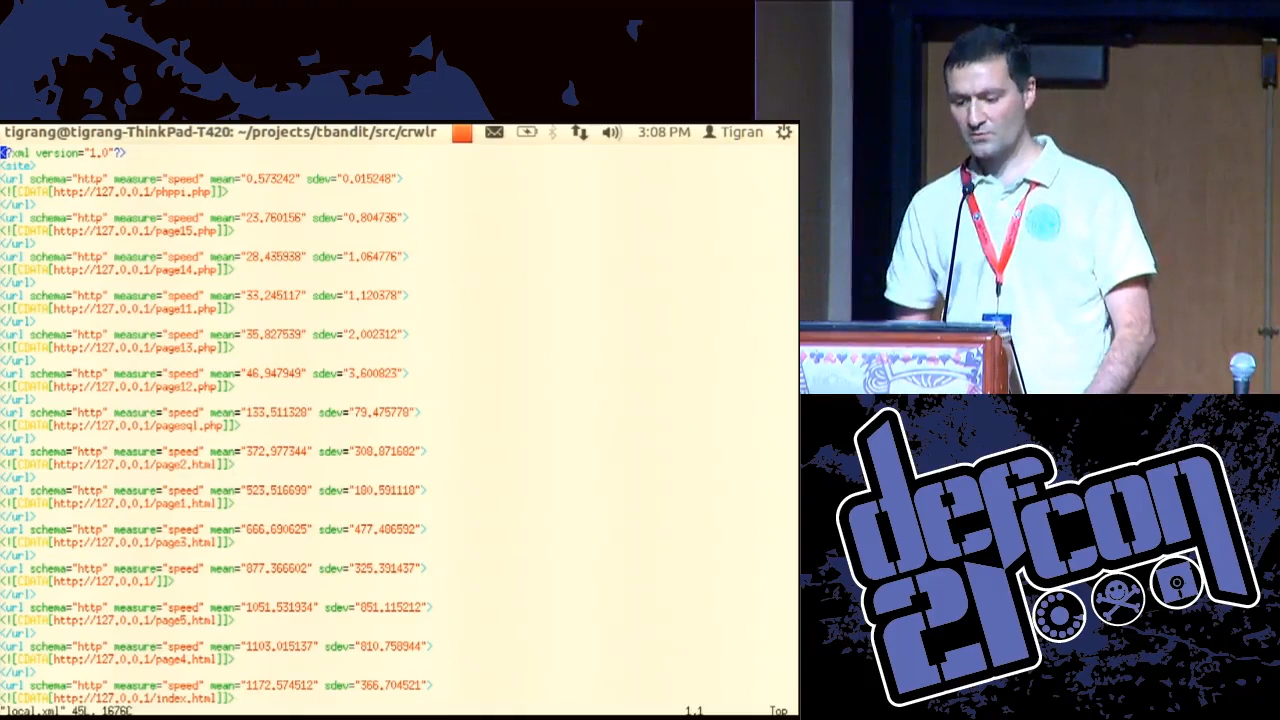 tigrang@tigrang-ThinkPad-T420: ~/projects/tbandit/src/crwlr 3:08 PM Tigran
<?xml version="1.0"?>
<site>
<url schema="http" measure="speed" mean="0.573242" sdev="0.015248">
<![CDATA[http://127.0.0.1/phppi.php]]>
</url>
<url schema="http" measure="speed" mean="23.760156" sdev="0.804736">
<![CDATA[http://127.0.0.1/page15.php]]>
</url>
<url schema="http" measure="speed" mean="28.435938" sdev="1.064776">
<![CDATA[http://127.0.0.1/page14.php]]>
</url>
<url schema="http" measure="speed" mean="33.245117" sdev="1.120378">
<![CDATA[http://127.0.0.1/page11.php]]>
</url>
<url schema="http" measure="speed" mean="35.827539" sdev="2.002312">
<![CDATA[http://127.0.0.1/page13.php]]>
</url>
<url schema="http" measure="speed" mean="46.947949" sdev="3.600823">
<![CDATA[http://127.0.0.1/page12.php]]>
</url>
<url schema="http" measure="speed" mean="133.511328" sdev="79.475778">
<![CDATA[http://127.0.0.1/pagesql.php]]>
</url>
<url schema="http" measure="speed" mean="372.977344" sdev="308.871682">
<![CDATA[http://127.0.0.1/page2.html]]>
</url>
<url schema="http" measure="speed" mean="523.516699" sdev="180.591118">
<![CDATA[http://127.0.0.1/page1.html]]>
</url>
<url schema="http" measure="speed" mean="666.690625" sdev="477.486592">
<![CDATA[http://127.0.0.1/page3.html]]>
</url>
<url schema="http" measure="speed" mean="877.366602" sdev="325.391437">
<![CDATA[http://127.0.0.1/]]>
</url>
<url schema="http" measure="speed" mean="1051.531934" sdev="851.115212">
<![CDATA[http://127.0.0.1/page5.html]]>
</url>
<url schema="http" measure="speed" mean="1103.015137" sdev="810.758944">
<![CDATA[http://127.0.0.1/page4.html]]>
</url>
<url schema="http" measure="speed" mean="1172.574512" sdev="366.704521">
<![CDATA[http://127.0.0.1/index.html]]>
"local.xml" 45L, 1676C 1,1 Top
defcon
21